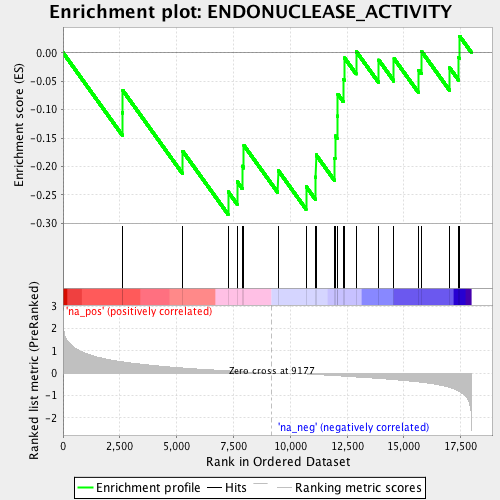 Enrichment plot: ENDONUCLEASE_ACTIVITY
Enrichment score (ES)
0.00
-0.05
-0.10
-0.15
-0.20
-0.25
-0.30
Ranked list metric (PreRanked)
'na_pos' (positively correlated)
3
2
1
0
-1
-2
Zero cross at 9177
'na_neg' (negatively correlated)
0
2,500
5,000
7,500
10,000
12,500
15,000
17,500
Rank in Ordered Dataset
Enrichment profile
Hits
Ranking metric scores